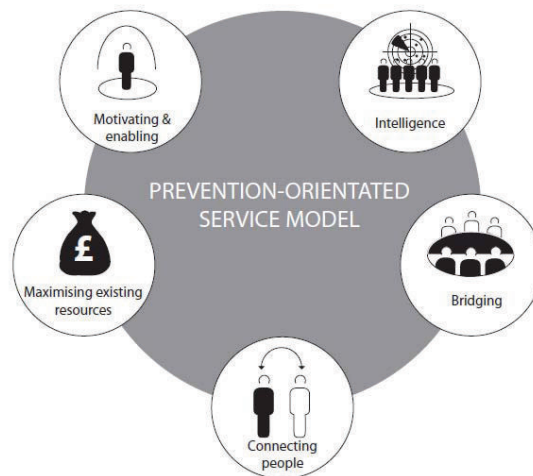 Motivating &
enabling
Intelligence
PREVENTION-ORIENTATED
SERVICE MODEL
£
Maximising existing
resources
Bridging
Connecting
people